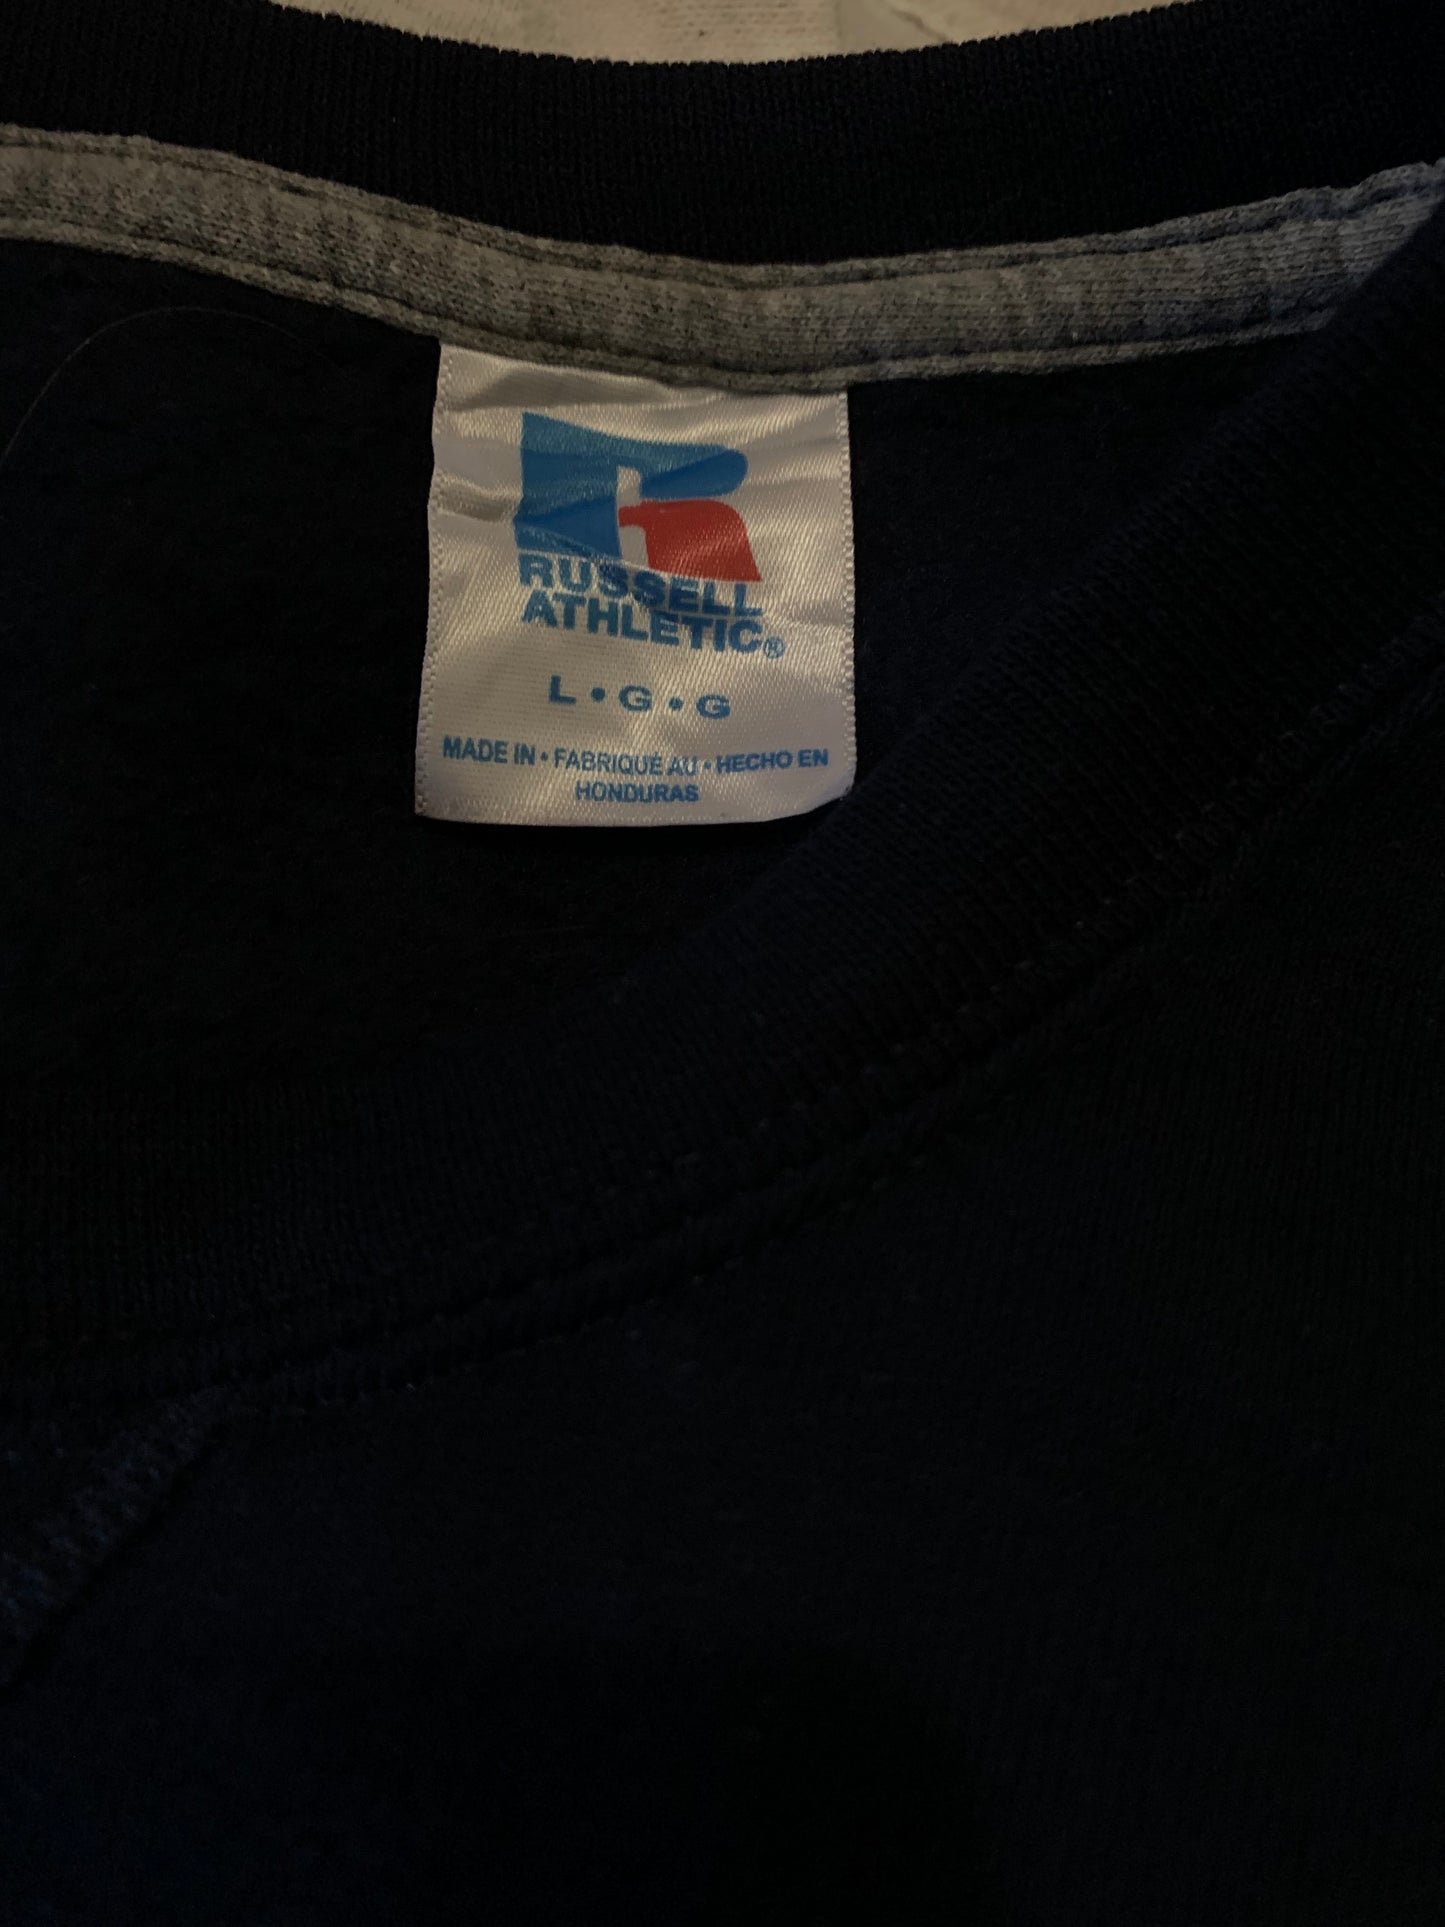 RUSSELL
ATHLETIC®
L • G • G
MADE IN • FABRIQUÉ AU • HECHO EN
HONDURAS